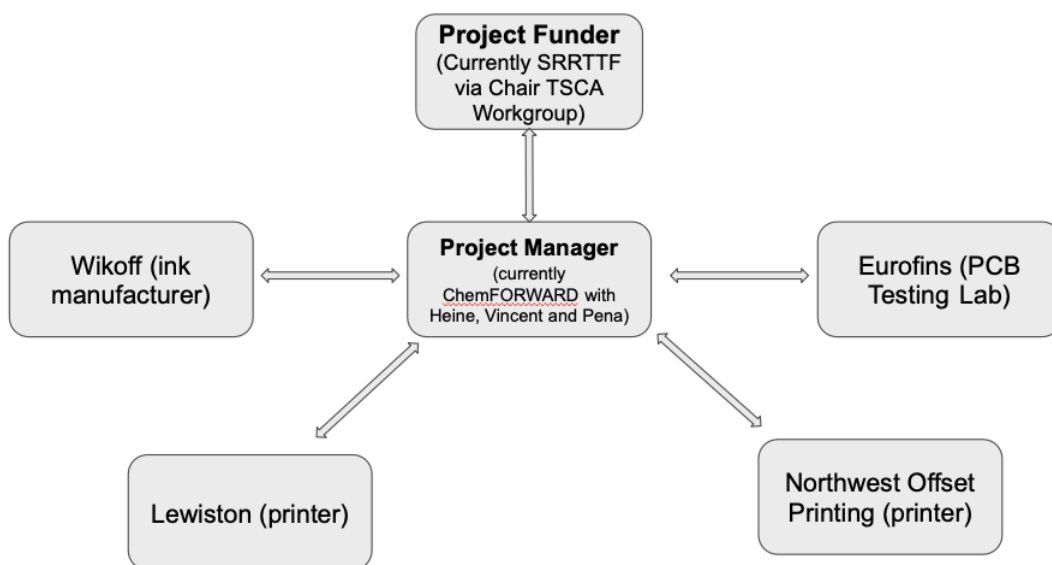 Project Funder
(Currently SRRTTF
via Chair TSCA
Workgroup)
Wikoff (ink
manufacturer)
Project Manager
(currently
ChemFORWARD with
Heine, Vincent and Pena)
Eurofins (PCB
Testing Lab)
Lewiston (printer)
Northwest Offset
Printing (printer)